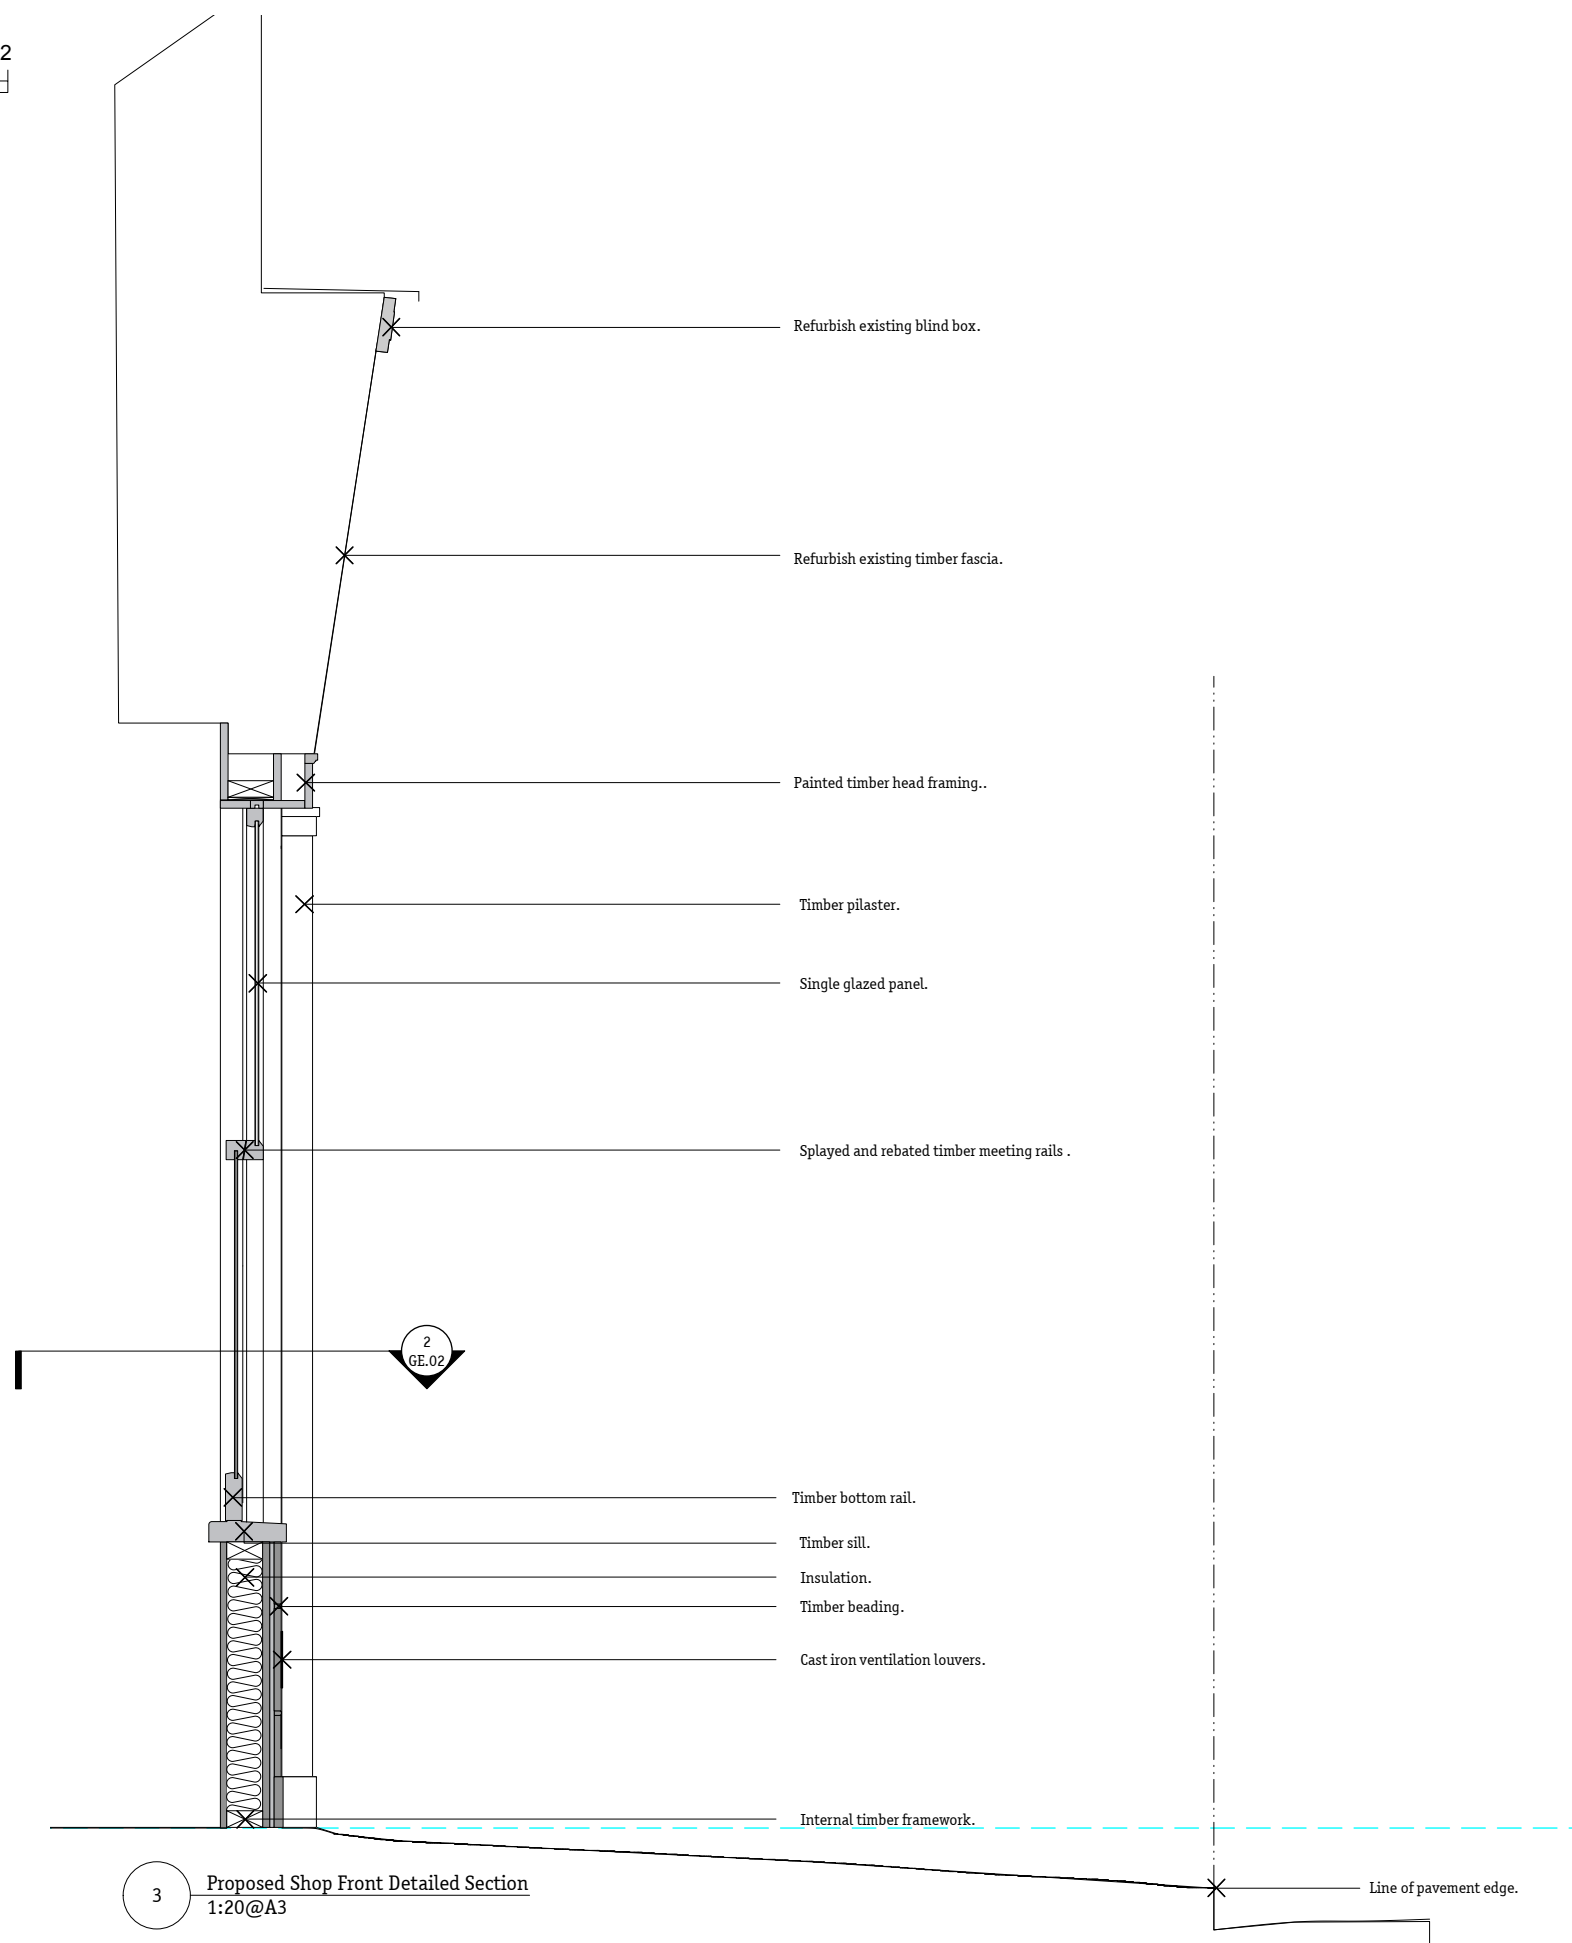 2
Refurbish existing blind box.
Refurbish existing timber fascia.
Painted timber head framing..
Timber pilaster.
Single glazed panel.
Splayed and rebated timber meeting rails .
2
GE.02
Timber bottom rail.
Timber sill.
Insulation.
Timber beading.
Cast iron ventilation louvers.
Internal timber framework.
3
Proposed Shop Front Detailed Section
1:20@A3
Line of pavement edge.